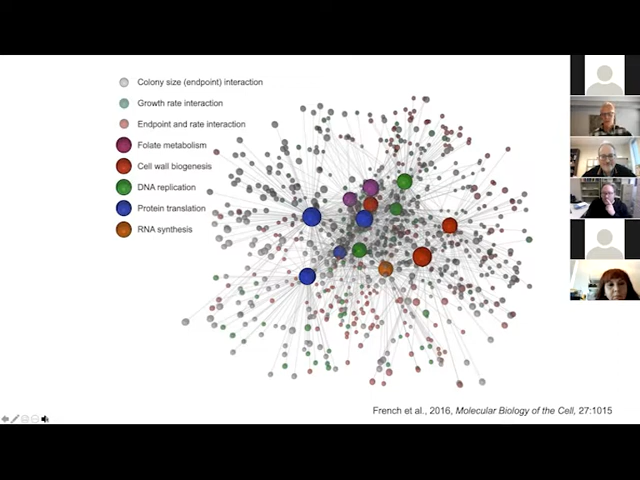 Colony size (endpoint) interaction
Growth rate interaction
Endpoint and rate interaction
Folate metabolism
Cell wall biogenesis
DNA replication
Protein translation
RNA synthesis
French et al., 2016, Molecular Biology of the Cell, 27:1015